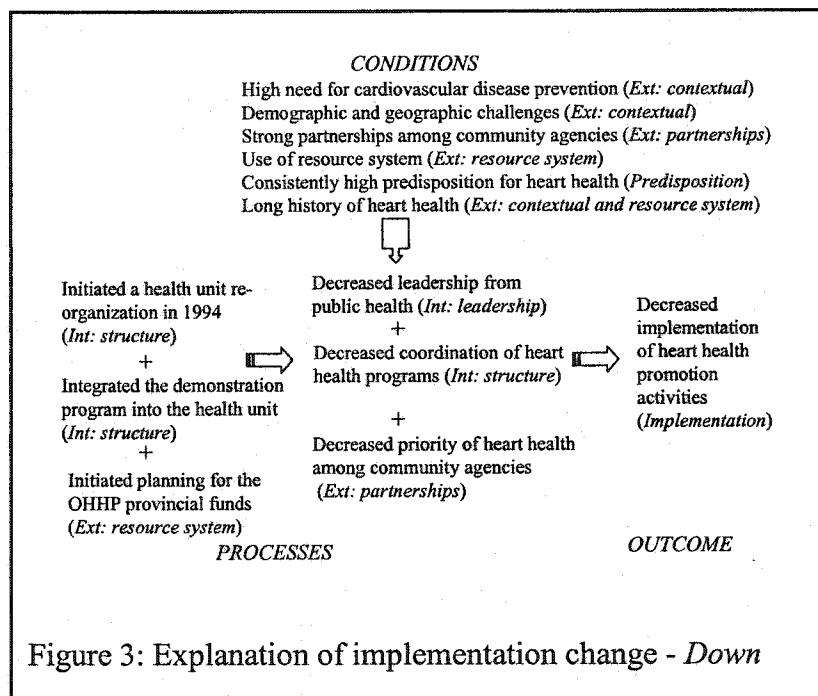 CONDITIONS
High need for cardiovascular disease prevention (Ext: contextual)
Demographic and geographic challenges (Ext: contextual)
Strong partnerships among community agencies (Ext: partnerships)
Use of resource system (Ext: resource system)
Consistently high predisposition for heart health (Predisposition)
Long history of heart health (Ext: contextual and resource system)
Initiated a health unit re-
organization in 1994
(Int: structure)
+
Integrated the demonstration
program into the health unit
(Int: structure)
+
Initiated planning for the
OHHP provincial funds
(Ext: resource system)
Decreased leadership from
public health (Int: leadership)
+
Decreased coordination of heart
health programs (Int: structure)
+
Decreased priority of heart health
among community agencies
(Ext: partnerships)
Decreased
implementation
of heart health
promotion
activities
(Implementation)
PROCESSES
OUTCOME
Figure 3: Explanation of implementation change - Down